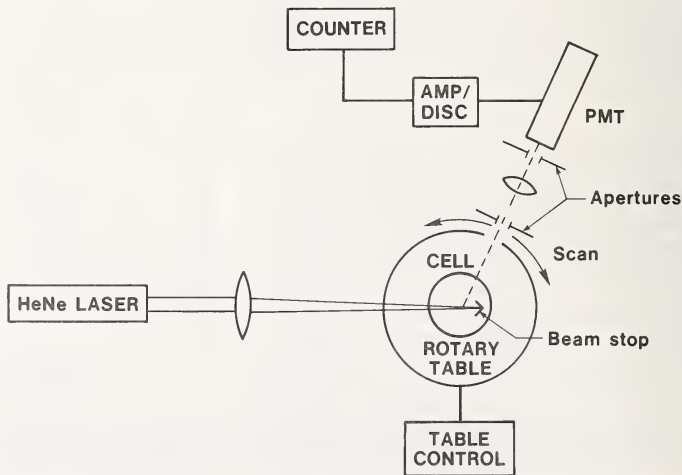 COUNTER
AMP/
DISC
PMT
Apertures
Scan
CELL
HeNe LASER
Beam stop
ROTARY
TABLE
TABLE
CONTROL